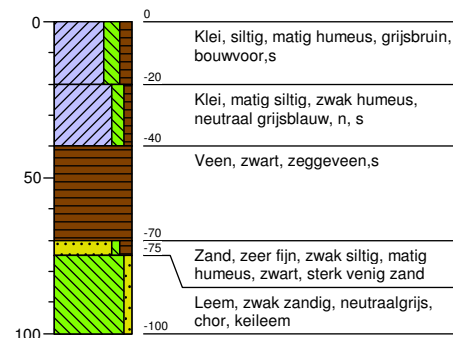 0
0
Klei, siltig, matig humeus, grijsbruin,
bouwvoor,s
-20
Klei, matig siltig, zwak humeus,
neutraal grijsblauw, n, s
-40
Veen, zwart, zeggeveen,s
50
-70
-75
Zand, zeer fijn, zwak siltig, matig
humeus, zwart, sterk venig zand
Leem, zwak zandig, neutraalgrijs,
chor, keileem
100
-100